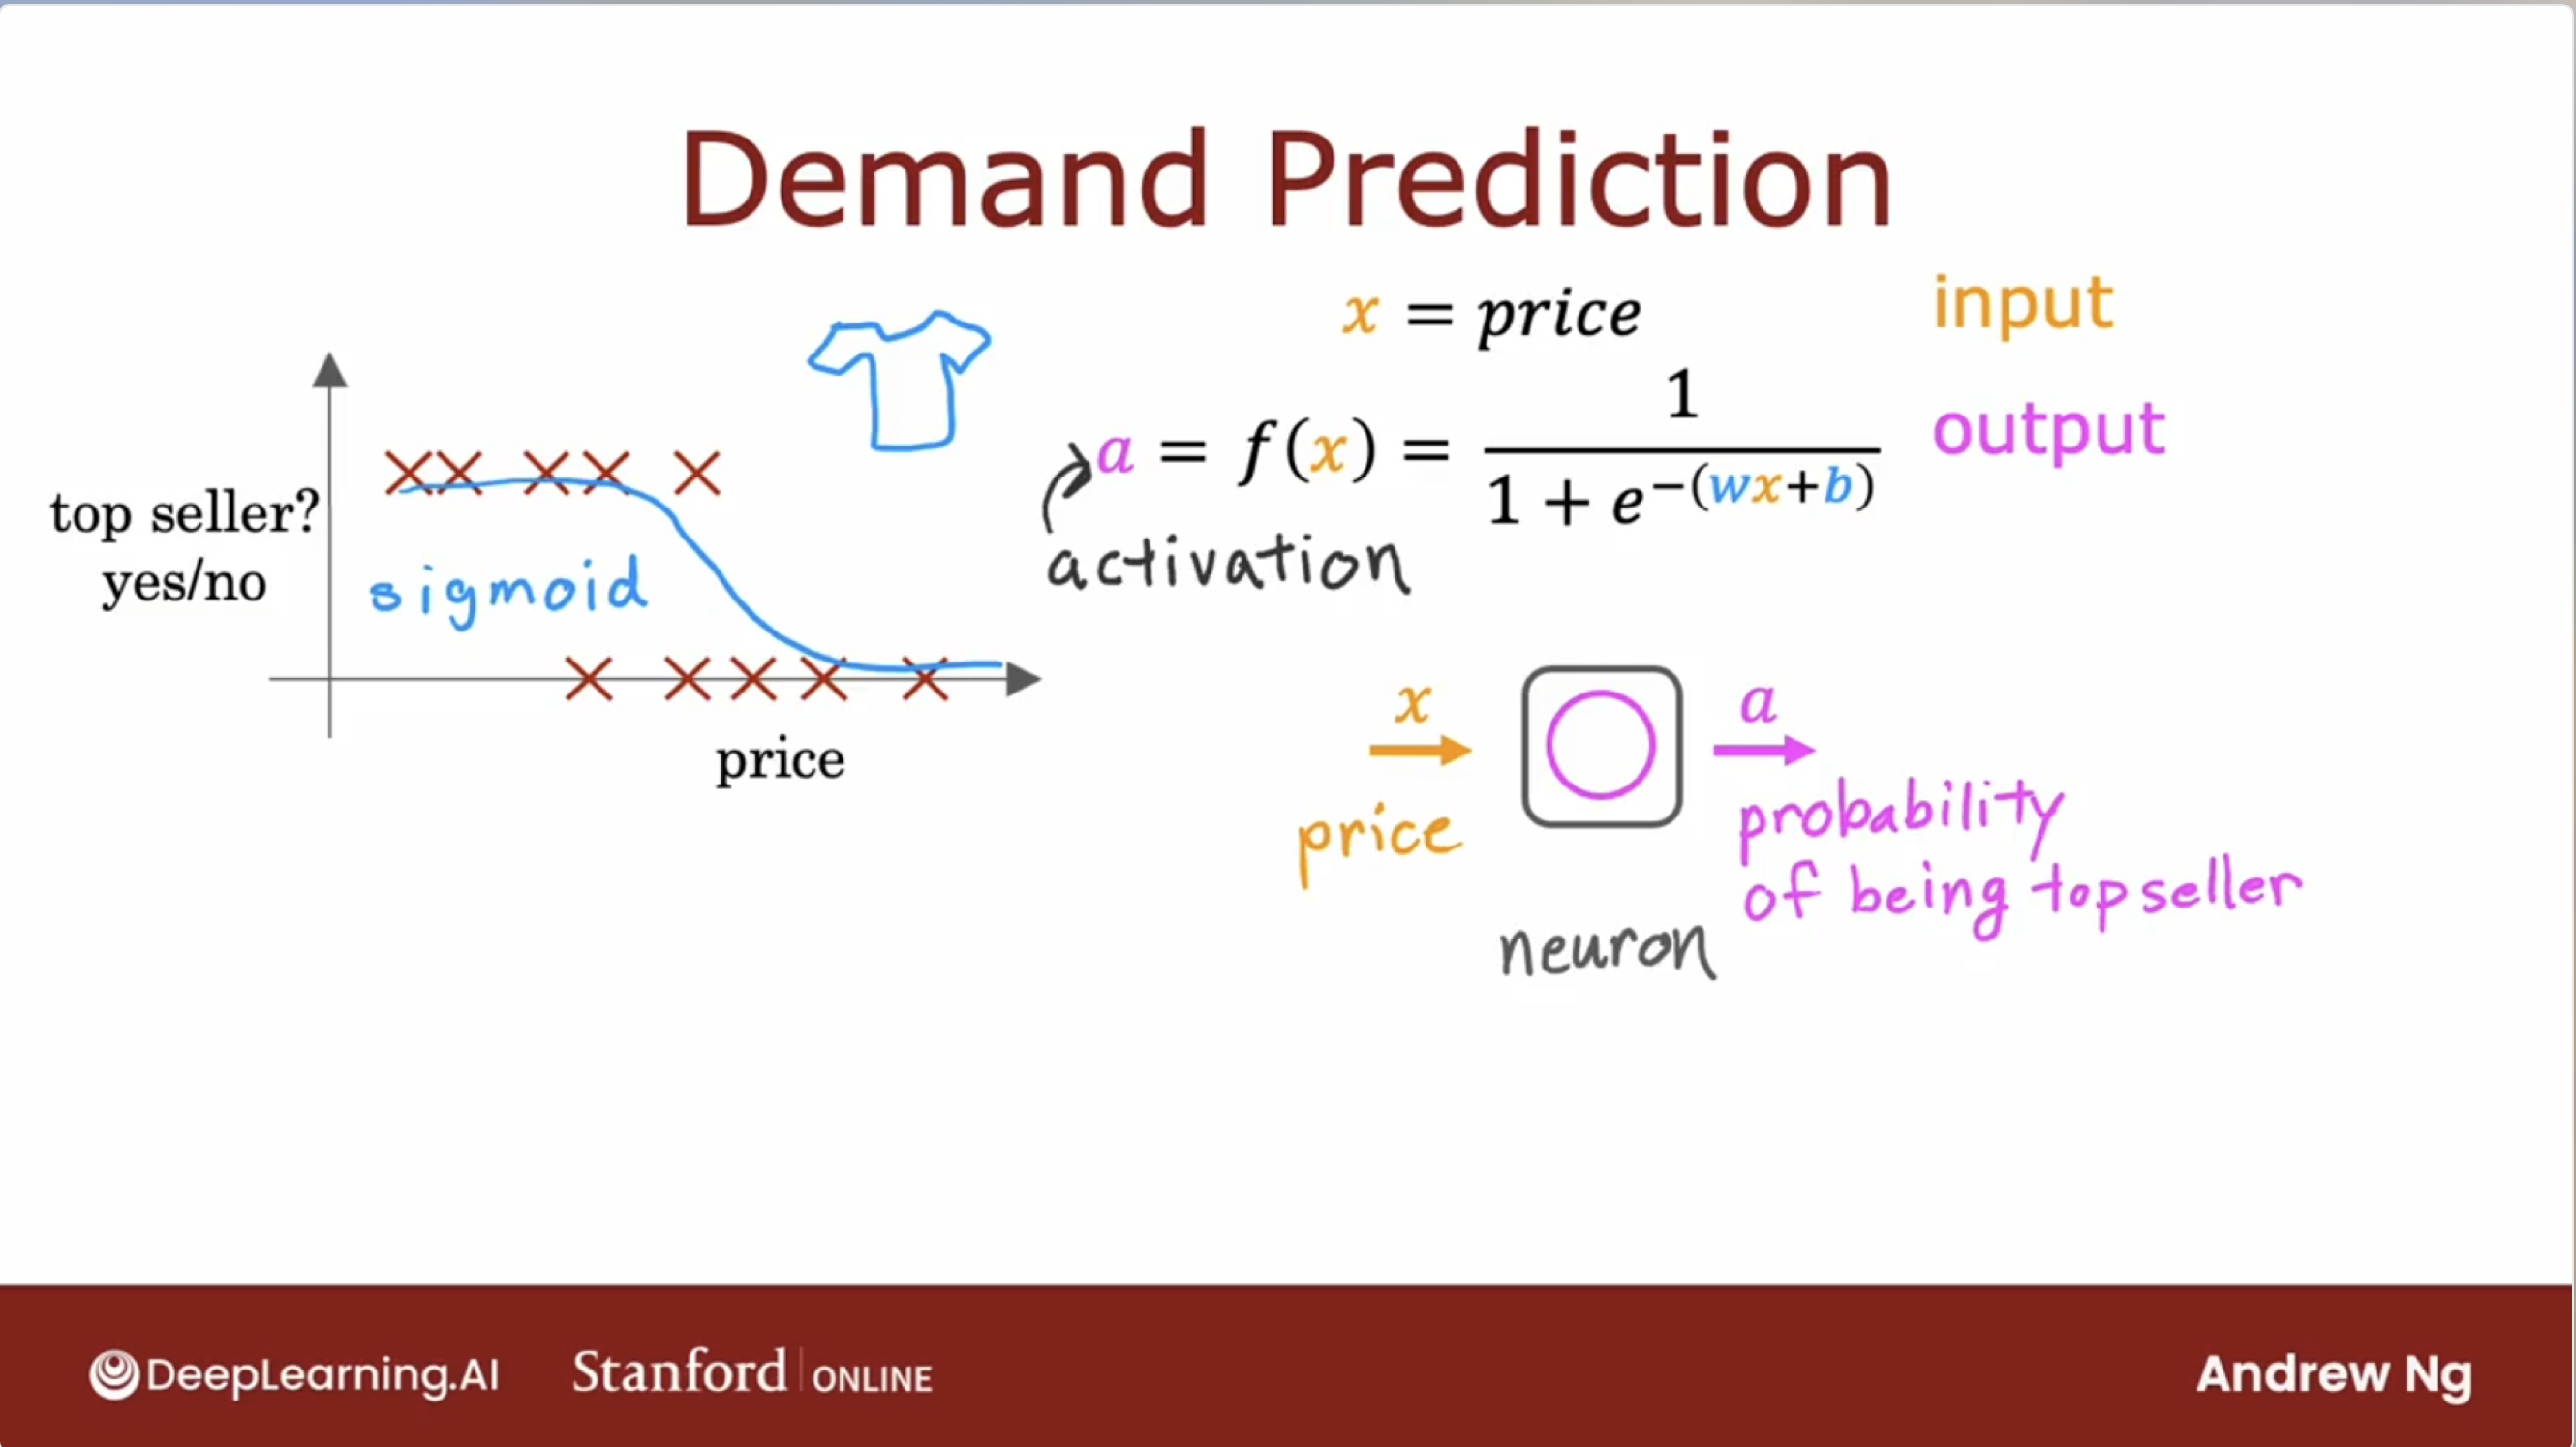 Demand Prediction
x = price
input
a = f(x) = 1 / (1 + e^−(wx+b))
output
activation
top seller?
yes/no
sigmoid
price
x
a
price
probability
of being top seller
neuron
DeepLearning.AI
Stanford | ONLINE
Andrew Ng